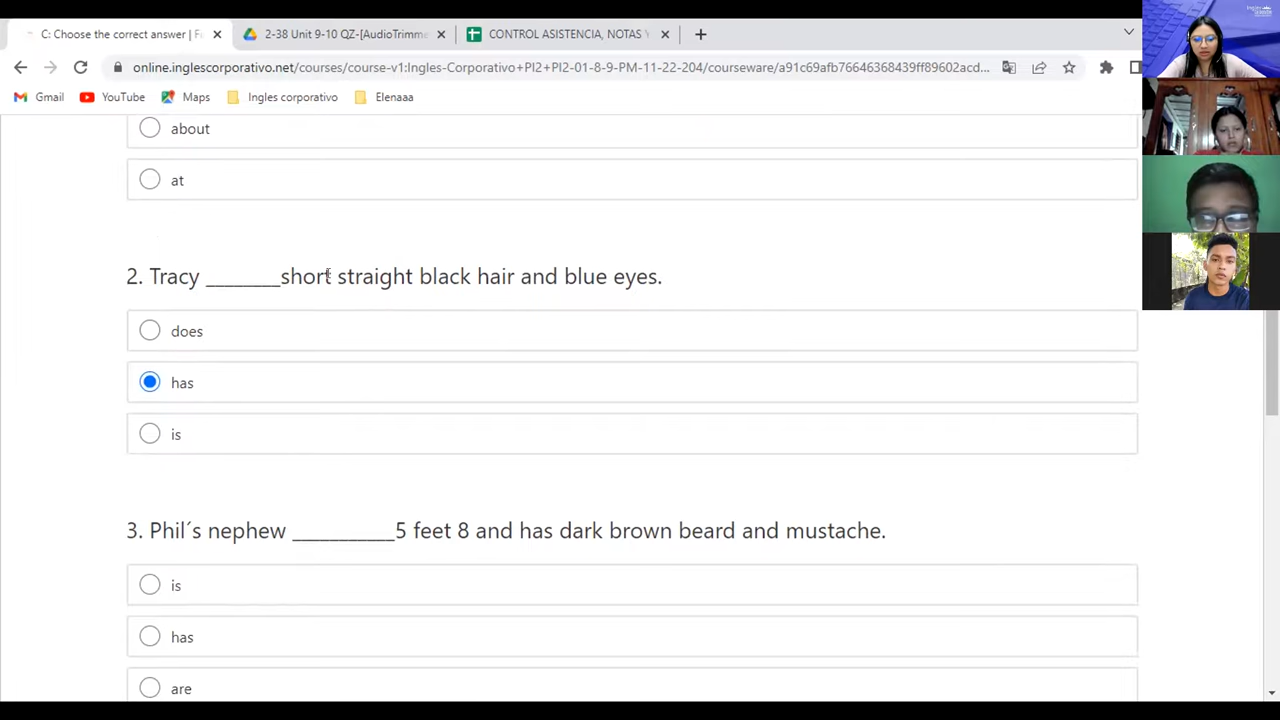 C: Choose the correct answer | F
2-38 Unit 9-10 QZ-[AudioTrimme
CONTROL ASISTENCIA, NOTAS Y
online.inglescorporativo.net/courses/course-v1:Ingles_Corporativo+PI2+PI2-01-8-9-PM-11-22-204/courseware/a91c69afb76646368439ff89602acd...
Gmail
YouTube
Maps
Ingles corporativo
Elenaaa
about
at
2. Tracy ________short straight black hair and blue eyes.
does
has
is
3. Phil´s nephew ___________5 feet 8 and has dark brown beard and mustache.
is
has
are